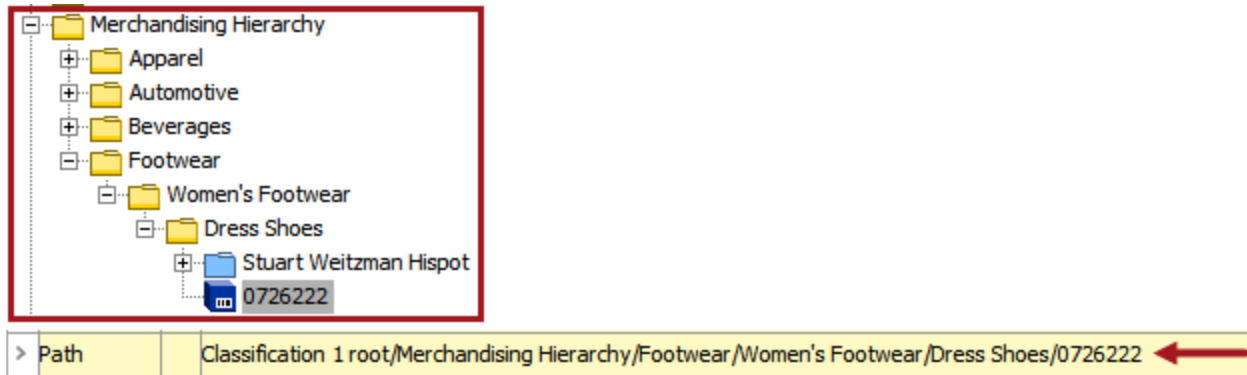 Merchandising Hierarchy
Apparel
Automotive
Beverages
Footwear
Women's Footwear
Dress Shoes
Stuart Weitzman Hispot
0726222
Path Classification 1 root/Merchandising Hierarchy/Footwear/Women's Footwear/Dress Shoes/0726222